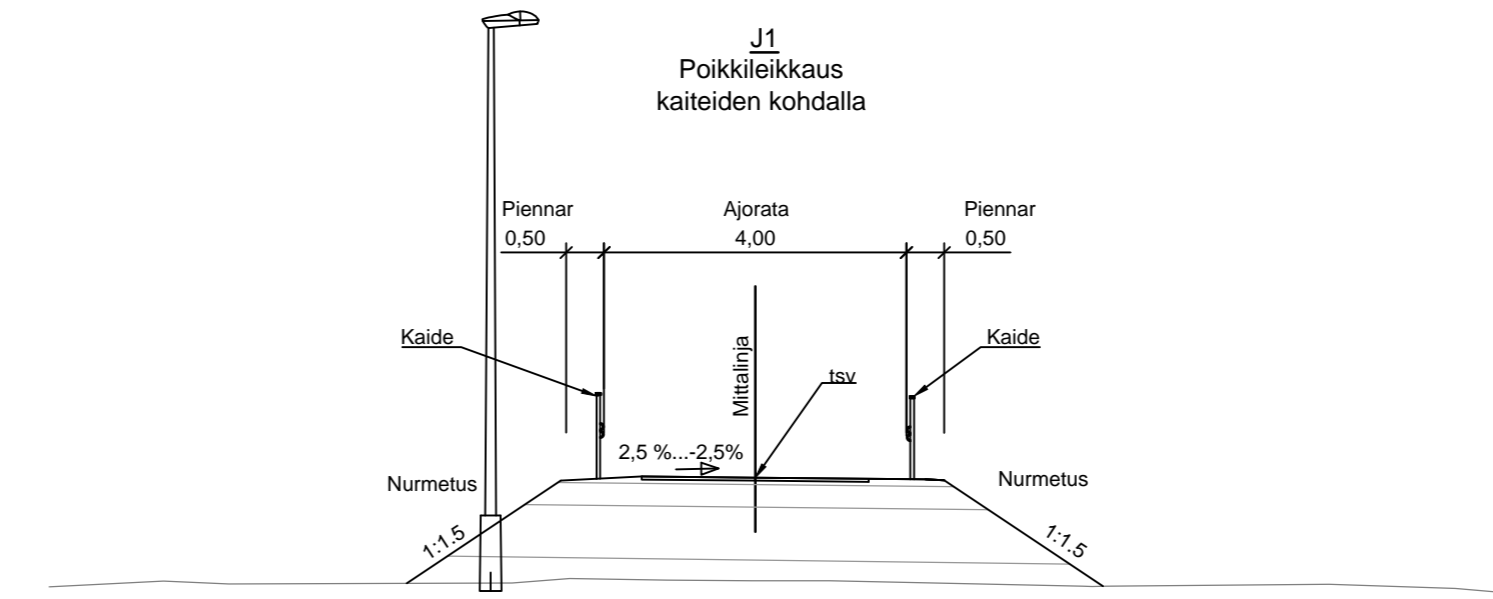 J1
Poikkileikkaus
kaiteiden kohdalla
Piennar
Ajorata
Piennar
0,50
4,00
0,50
Kaide
Kaide
Mittalinja
tsv
2,5 %...-2,5%
Nurmetus
Nurmetus
1:1.5
1:1.5